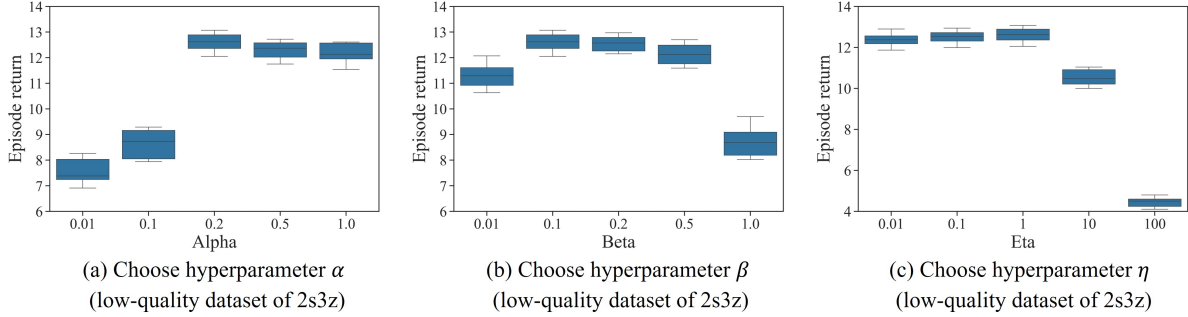 14
13
12
11
10
9
8
7
6
Episode return
0.01 0.1 0.2 0.5 1.0
Alpha
(a) Choose hyperparameter α
(low-quality dataset of 2s3z)
14
13
12
11
10
9
8
7
6
Episode return
0.01 0.1 0.2 0.5 1.0
Beta
(b) Choose hyperparameter β
(low-quality dataset of 2s3z)
14
12
10
8
6
4
Episode return
0.01 0.1 1 10 100
Eta
(c) Choose hyperparameter η
(low-quality dataset of 2s3z)